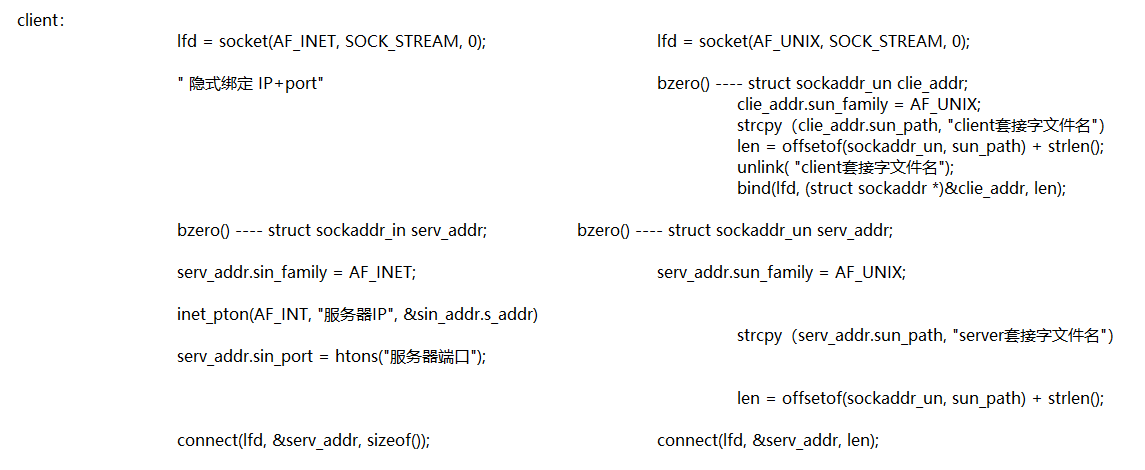 client：
lfd = socket(AF_INET, SOCK_STREAM, 0); lfd = socket(AF_UNIX, SOCK_STREAM, 0);
" 隐式绑定 IP+port" bzero() ---- struct sockaddr_un clie_addr;
clie_addr.sun_family = AF_UNIX;
strcpy（clie_addr.sun_path, "client套接字文件名")
len = offsetof(sockaddr_un, sun_path) + strlen();
unlink( "client套接字文件名");
bind(lfd, (struct sockaddr *)&clie_addr, len);
bzero() ---- struct sockaddr_in serv_addr; bzero() ---- struct sockaddr_un serv_addr;
serv_addr.sin_family = AF_INET; serv_addr.sun_family = AF_UNIX;
inet_pton(AF_INT, "服务器IP", &sin_addr.s_addr)
strcpy（serv_addr.sun_path, "server套接字文件名")
serv_addr.sin_port = htons("服务器端口");
len = offsetof(sockaddr_un, sun_path) + strlen();
connect(lfd, &serv_addr, sizeof()); connect(lfd, &serv_addr, len);